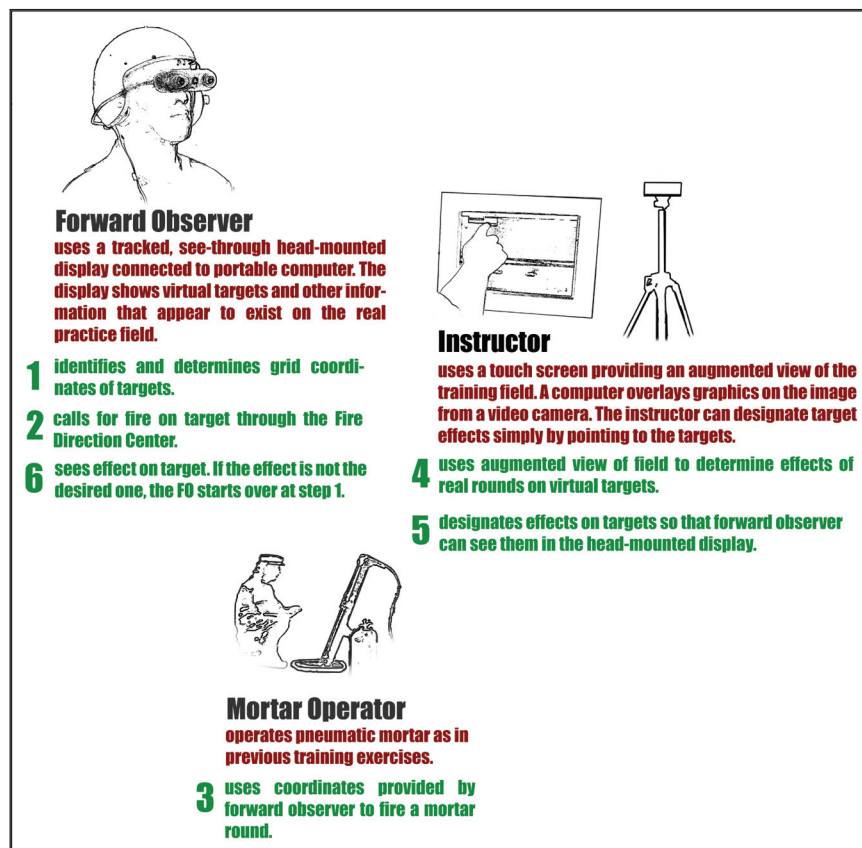 Forward Observer
uses a tracked, see-through head-mounted
display connected to portable computer. The
display shows virtual targets and other infor-
mation that appear to exist on the real
practice field.
1 identifies and determines grid coordi-
nates of targets.
2 calls for fire on target through the Fire
Direction Center.
6 sees effect on target. If the effect is not the
desired one, the FO starts over at step 1.
Instructor
uses a touch screen providing an augmented view of the
training field. A computer overlays graphics on the image
from a video camera. The instructor can designate target
effects simply by pointing to the targets.
4 uses augmented view of field to determine effects of
real rounds on virtual targets.
5 designates effects on targets so that forward observer
can see them in the head-mounted display.
Mortar Operator
operates pneumatic mortar as in
previous training exercises.
3 uses coordinates provided by
forward observer to fire a mortar
round.